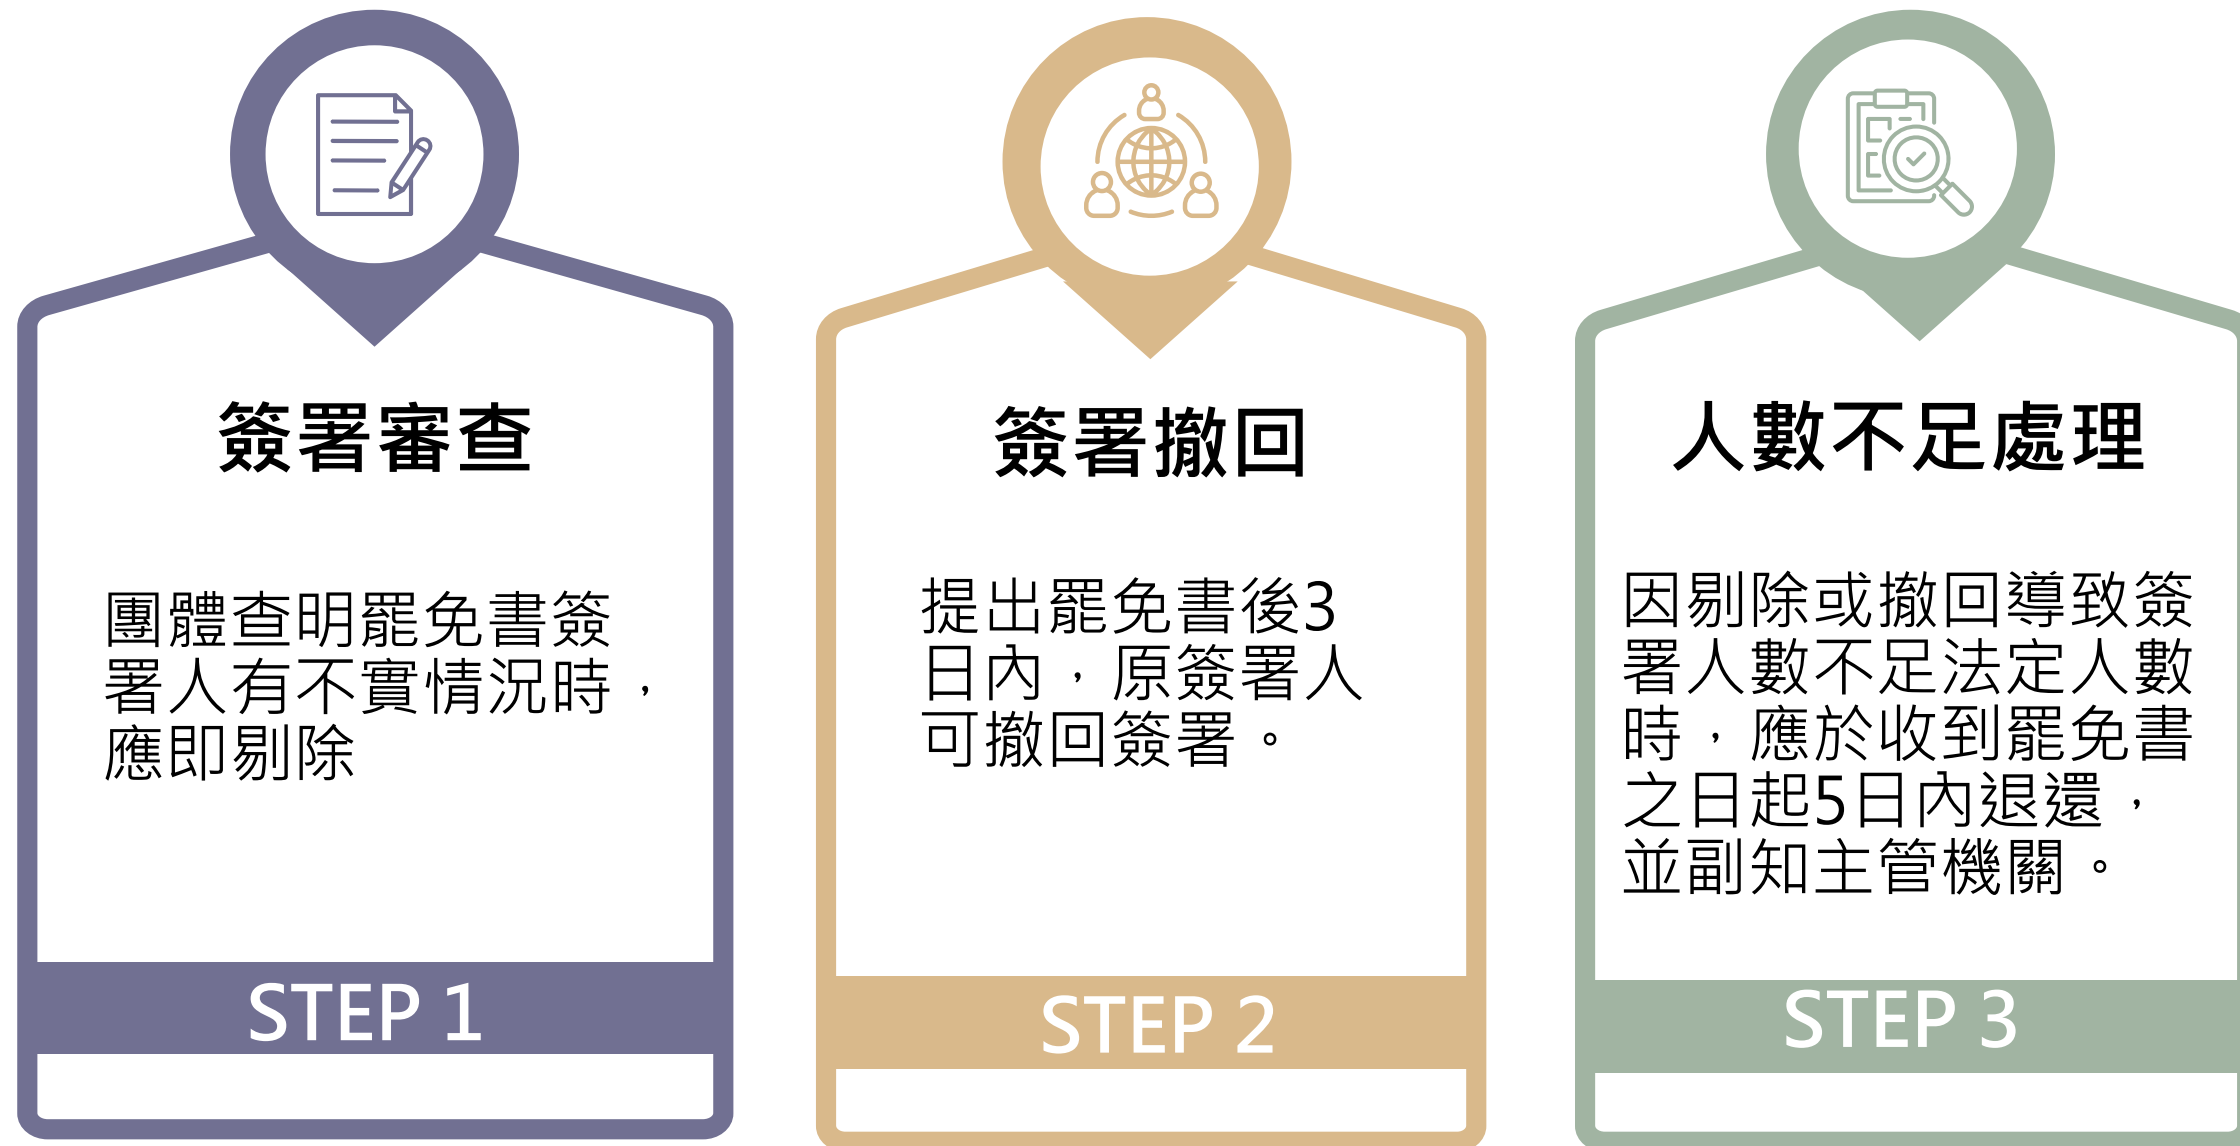 簽署審查
團體查明罷免書簽
署人有不實情況時，
應即剔除
STEP 1
簽署撤回
提出罷免書後3
日內，原簽署人
可撤回簽署。
STEP 2
人數不足處理
因剔除或撤回導致簽
署人數不足法定人數
時，應於收到罷免書
之日起5日內退還，
並副知主管機關。
STEP 3